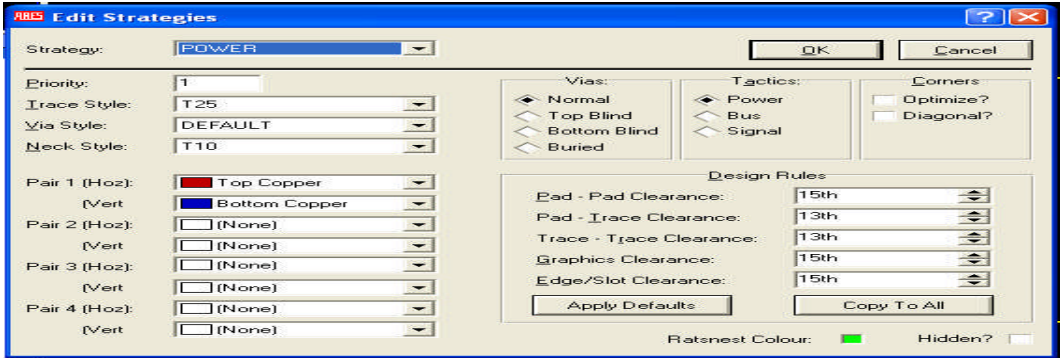 ARES Edit Strategies
Strategy: POWER OK Cancel
Priority: 1
Trace Style: T25
Via Style: DEFAULT
Neck Style: T10
Vias:
Normal
Top Blind
Bottom Blind
Buried
Tactics:
Power
Bus
Signal
Corners
Optimize?
Diagonal?
Pair 1 (Hoz): Top Copper
(Vert Bottom Copper
Pair 2 (Hoz): (None)
(Vert (None)
Pair 3 (Hoz): (None)
(Vert (None)
Pair 4 (Hoz): (None)
(Vert (None)
Design Rules
Pad - Pad Clearance: 15th
Pad - Trace Clearance: 13th
Trace - Trace Clearance: 13th
Graphics Clearance: 15th
Edge/Slot Clearance: 15th
Apply Defaults Copy To All
Ratsnest Colour: Hidden?